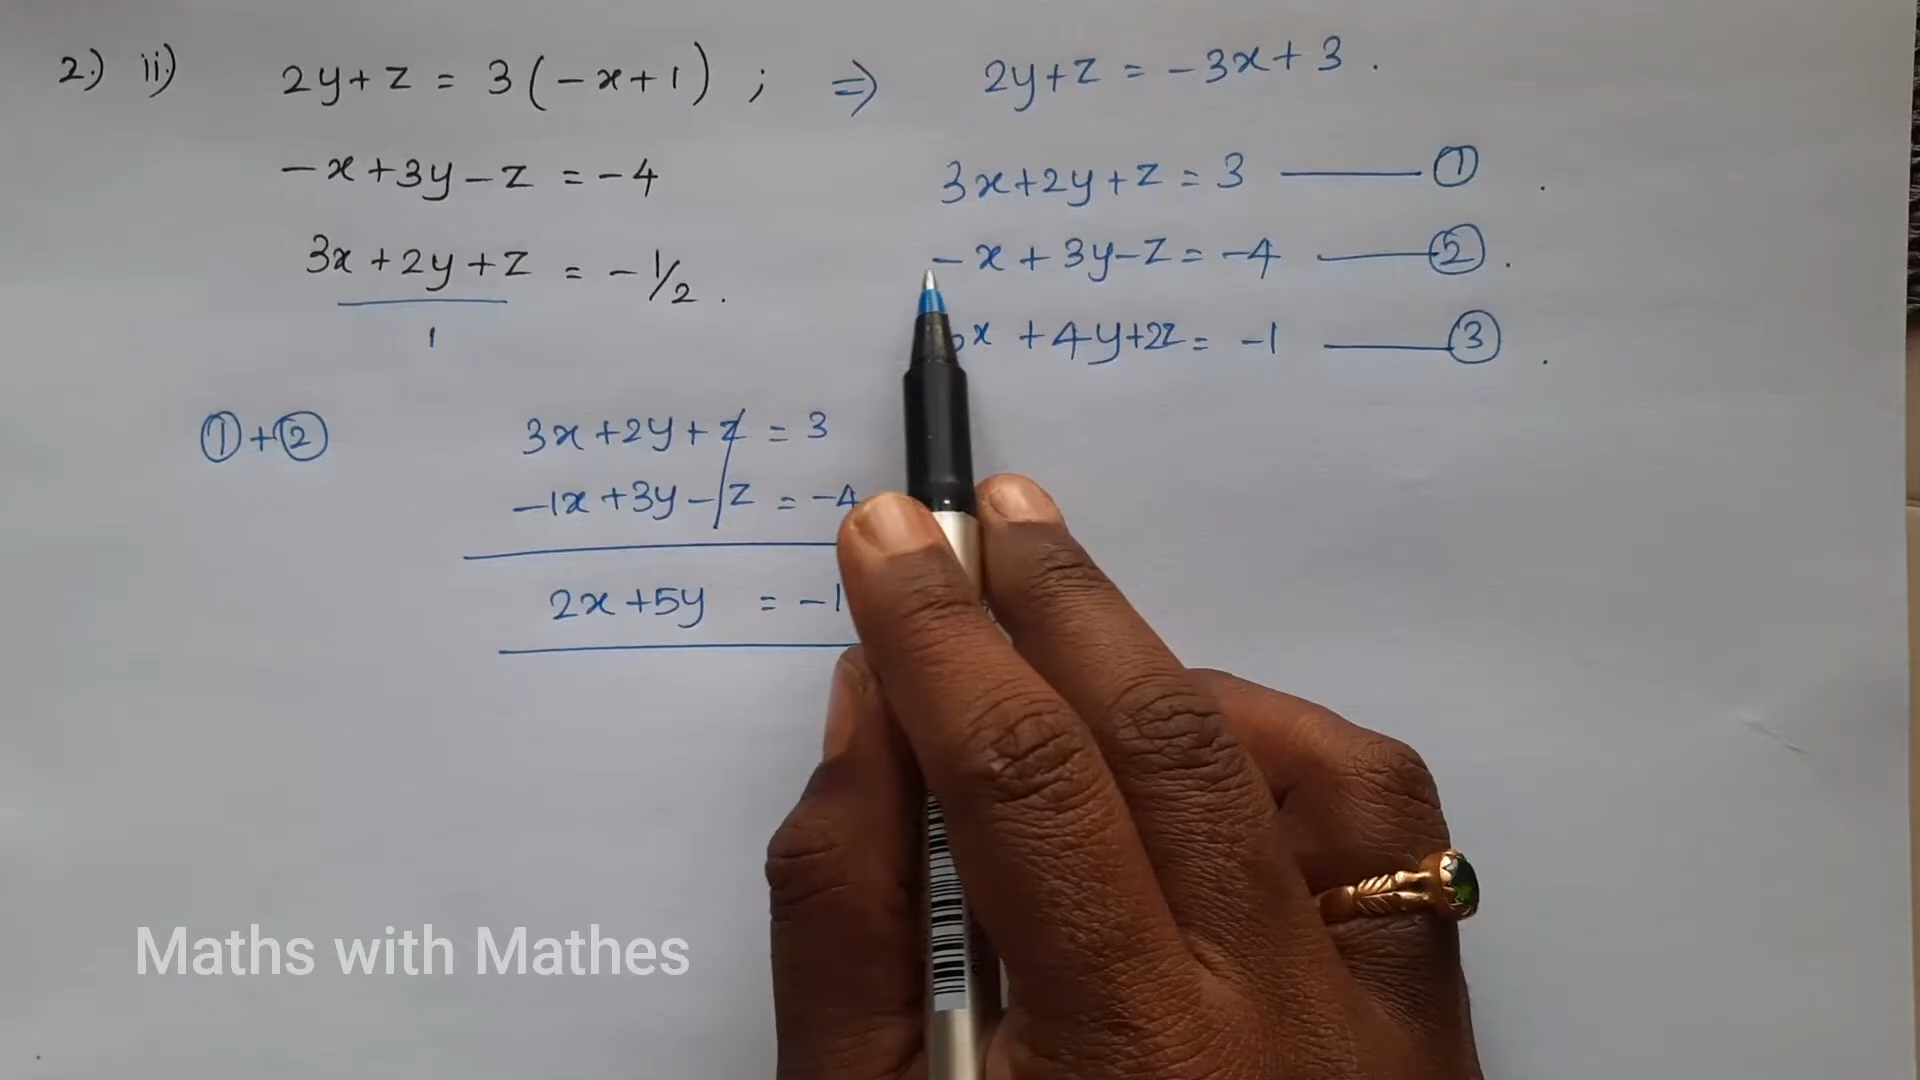 2.) ii.) 2y+z = 3(-x+1) ; ⇒ 2y+z = -3x+3 .
-x+3y-z = -4
3x+2y+z = -1/2 .
1
3x+2y+z = 3 —— ①
-x+3y-z = -4 —— ② .
x +4y+2z = -1 —— ③ .
①+② 3x+2y+z = 3
-1x+3y-z = -4
2x+5y = -1
Maths with Mathes